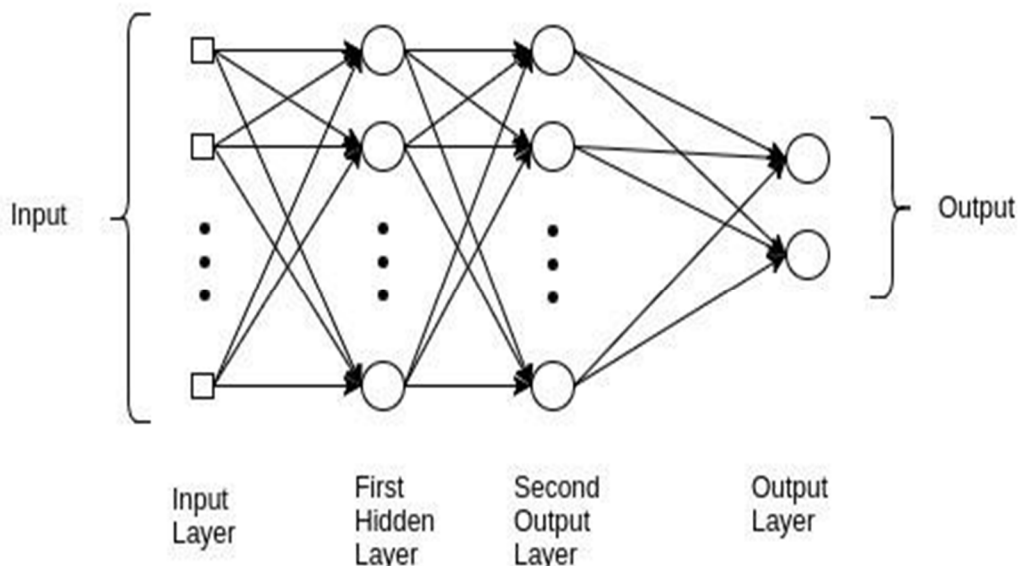 Input
Output
Input
Layer
First
Hidden
Layer
Second
Output
Layer
Output
Layer